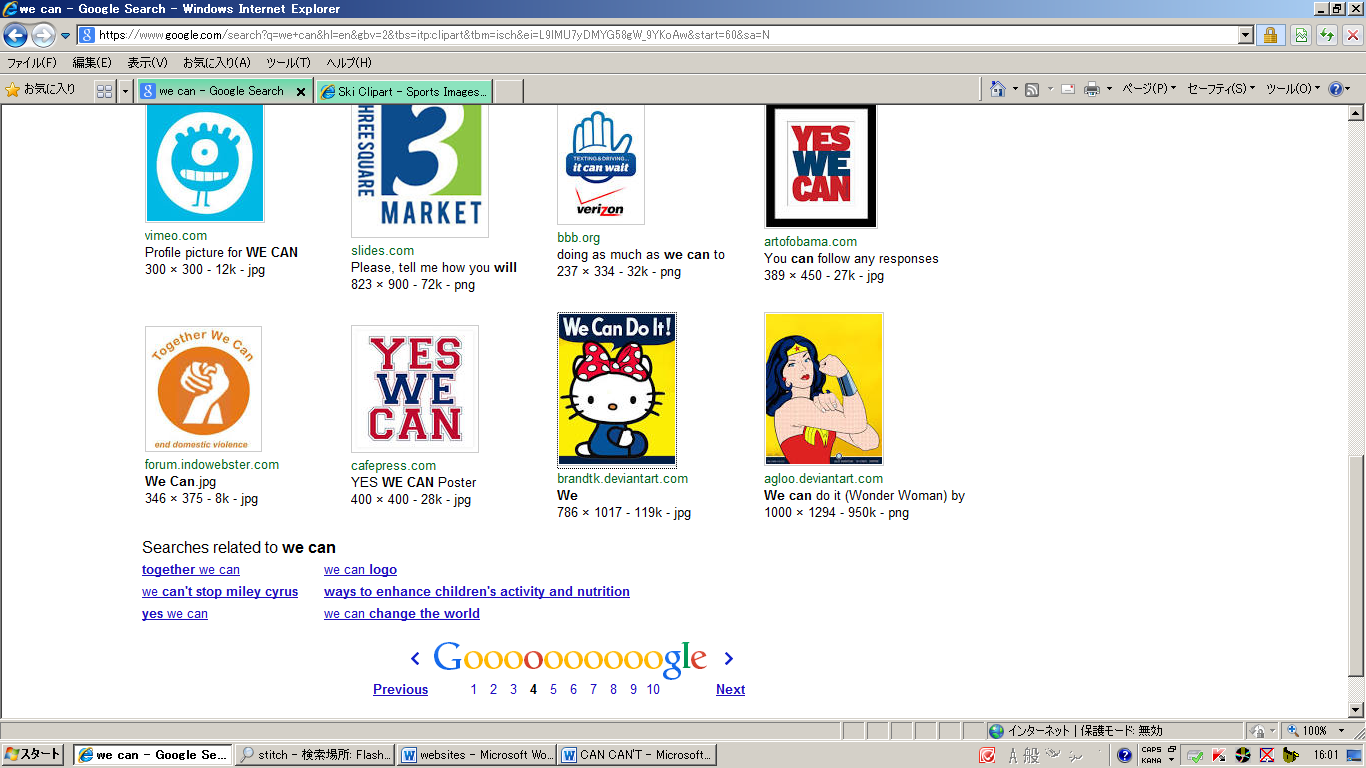 we can - Google Search - Windows Internet Explorer
https://www.google.com/search?q=we+can&hl=en&gbv=2&tbs=itp:clipart&tbm=isch&ei=L9IMU7yDMYG58gW_9YKoAw&start=60&sa=N
ファイル(F) 編集(E) 表示(V) お気に入り(A) ツール(T) ヘルプ(H)
お気に入り we can - Google Search Ski Clipart - Sports Images... ページ(P) セーフティ(S) ツール(O)
THREE SQUARE
3
MARKET
TEXTING & DRIVING...
it can wait
verizon
YES
WE
CAN
vimeo.com
Profile picture for WE CAN
300 × 300 - 12k - jpg
slides.com
Please, tell me how you will
823 × 900 - 72k - png
bbb.org
doing as much as we can to
237 × 334 - 32k - png
artofobama.com
You can follow any responses
389 × 450 - 27k - jpg
Together We Can
end domestic violence
YES
WE
CAN
We Can Do It!
forum.indowebster.com
We Can.jpg
346 × 375 - 8k - jpg
cafepress.com
YES WE CAN Poster
400 × 400 - 28k - jpg
brandtk.deviantart.com
We
786 × 1017 - 119k - jpg
agloo.deviantart.com
We can do it (Wonder Woman) by
1000 × 1294 - 950k - png
Searches related to we can
together we can we can logo
we can't stop miley cyrus ways to enhance children's activity and nutrition
yes we can we can change the world
Goooooooooogle
Previous 1 2 3 4 5 6 7 8 9 10 Next
インターネット | 保護モード: 無効 100%
スタート we can - Google Se... stitch - 検索場所: Flash... websites - Microsoft Wo... CAN CAN'T - Microsoft... A 般 CAPS KANA 16:01